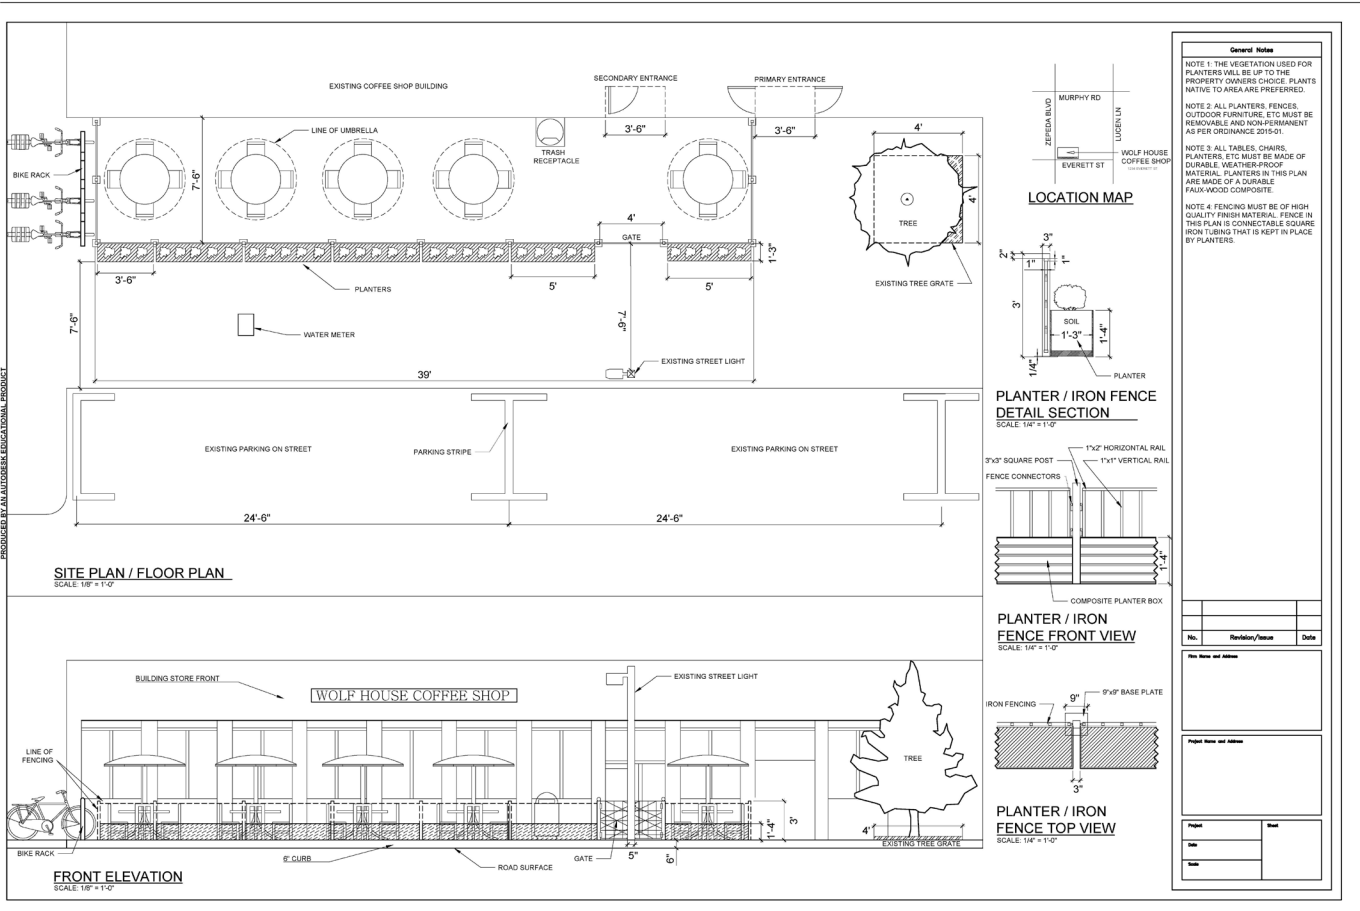 EXISTING COFFEE SHOP BUILDING
SECONDARY ENTRANCE
PRIMARY ENTRANCE
LINE OF UMBRELLA
3'-6"
3'-6"
4'
TRASH
RECEPTACLE
BIKE RACK
7'-6"
4'
TREE
4'
GATE
1'-3"
3'-6"
5'
5'
PLANTERS
EXISTING TREE GRATE
7'-6"
7'-6"
WATER METER
EXISTING STREET LIGHT
39'
EXISTING PARKING ON STREET
PARKING STRIPE
EXISTING PARKING ON STREET
24'-6"
24'-6"
SITE PLAN / FLOOR PLAN
SCALE: 1/8" = 1'-0"
PRODUCED BY AN AUTODESK EDUCATIONAL PRODUCT
BUILDING STORE FRONT
WOLF HOUSE COFFEE SHOP
EXISTING STREET LIGHT
LINE OF
FENCING
TREE
3'
1'-4"
4'
EXISTING TREE GRATE
BIKE RACK
6" CURB
ROAD SURFACE
GATE
5"
6"
FRONT ELEVATION
SCALE: 1/8" = 1'-0"
MURPHY RD
ZEPEDA BLVD
LUCEN LN
WOLF HOUSE
COFFEE SHOP
EVERETT ST
LOCATION MAP
3"
2"
1"
1"
3'
SOIL
1'-3"
1'-4"
1/4"
PLANTER
PLANTER / IRON FENCE
DETAIL SECTION
SCALE: 1/4" = 1'-0"
1"x2" HORIZONTAL RAIL
3"x3" SQUARE POST
1"x1" VERTICAL RAIL
FENCE CONNECTORS
1'-4"
COMPOSITE PLANTER BOX
PLANTER / IRON
FENCE FRONT VIEW
SCALE: 1/4" = 1'-0"
9"
9"x9" BASE PLATE
IRON FENCING
3"
PLANTER / IRON
FENCE TOP VIEW
SCALE: 1/4" = 1'-0"
General Notes
NOTE 1: THE VEGETATION USED FOR
PLANTERS WILL BE UP TO THE
PROPERTY OWNERS CHOICE. PLANTS
NATIVE TO AREA ARE PREFERRED.
NOTE 2: ALL PLANTERS, FENCES,
OUTDOOR FURNITURE, ETC MUST BE
REMOVABLE AND NON-PERMANENT
AS PER ORDINANCE 2015-01.
NOTE 3: ALL TABLES, CHAIRS,
PLANTERS, ETC MUST BE MADE OF
DURABLE, WEATHER-PROOF
MATERIAL. PLANTERS IN THIS PLAN
ARE MADE OF A DURABLE
FAUX-WOOD COMPOSITE.
NOTE 4: FENCING MUST BE OF HIGH
QUALITY FINISH MATERIAL. FENCE IN
THIS PLAN IS CONNECTABLE SQUARE
IRON TUBING THAT IS KEPT IN PLACE
BY PLANTERS.
No. Revision/Issue Date
Firm Name and Address
Project Name and Address
Project
Sheet
Date
Scale